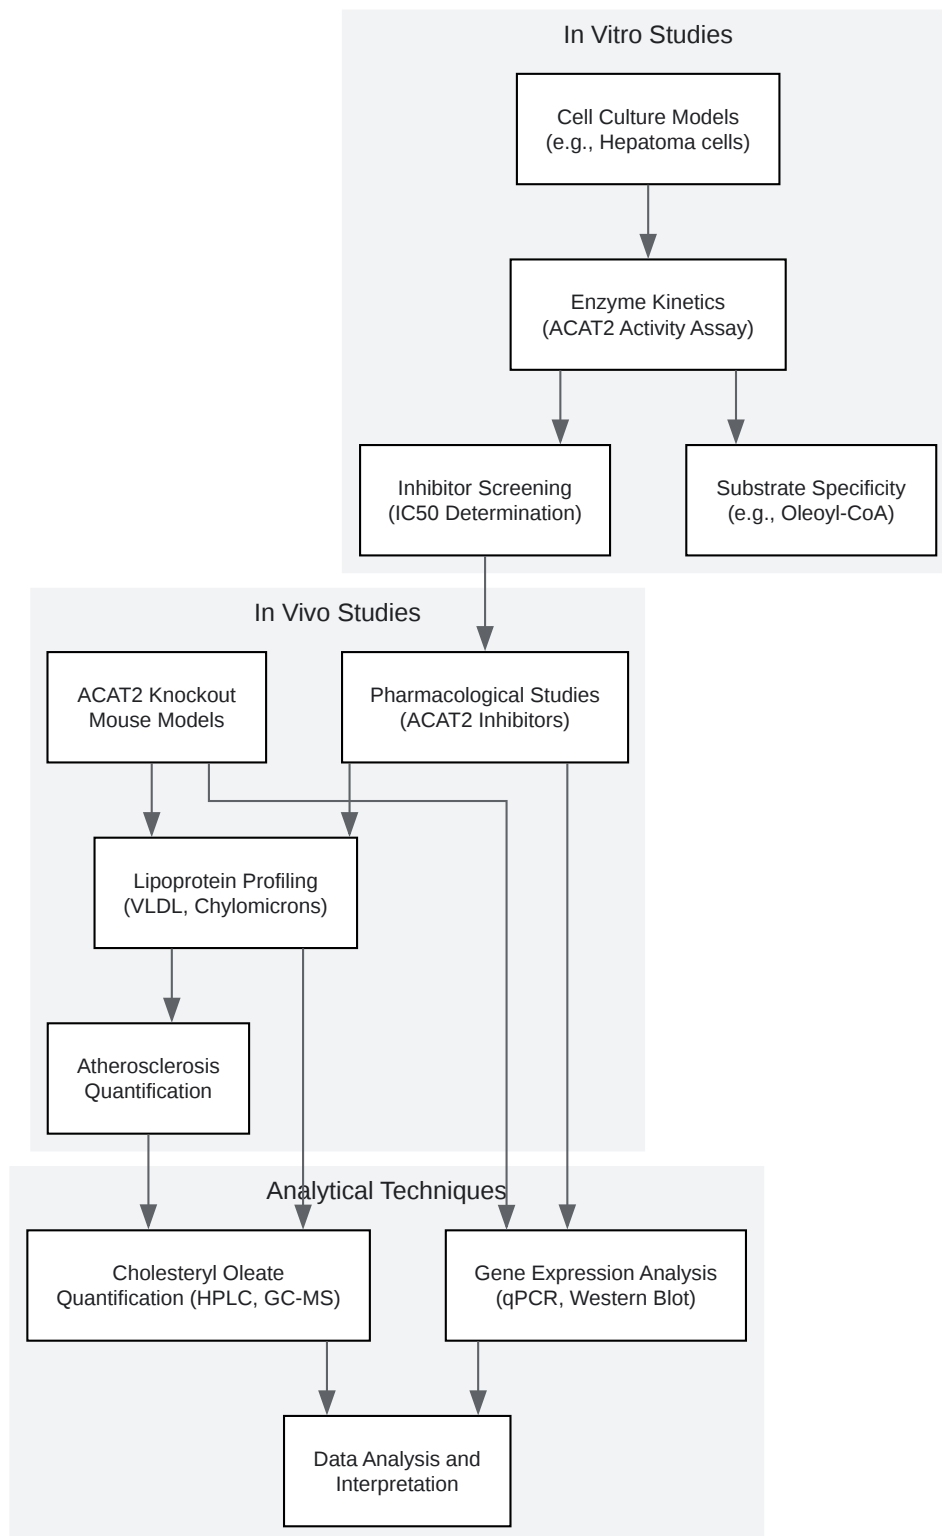 In Vitro Studies
Cell Culture Models
(e.g., Hepatoma cells)
Enzyme Kinetics
(ACAT2 Activity Assay)
Inhibitor Screening
(IC50 Determination)
Substrate Specificity
(e.g., Oleoyl-CoA)
In Vivo Studies
ACAT2 Knockout
Mouse Models
Pharmacological Studies
(ACAT2 Inhibitors)
Lipoprotein Profiling
(VLDL, Chylomicrons)
Atherosclerosis
Quantification
Analytical Techniques
Cholesteryl Oleate
Quantification (HPLC, GC-MS)
Gene Expression Analysis
(qPCR, Western Blot)
Data Analysis and
Interpretation